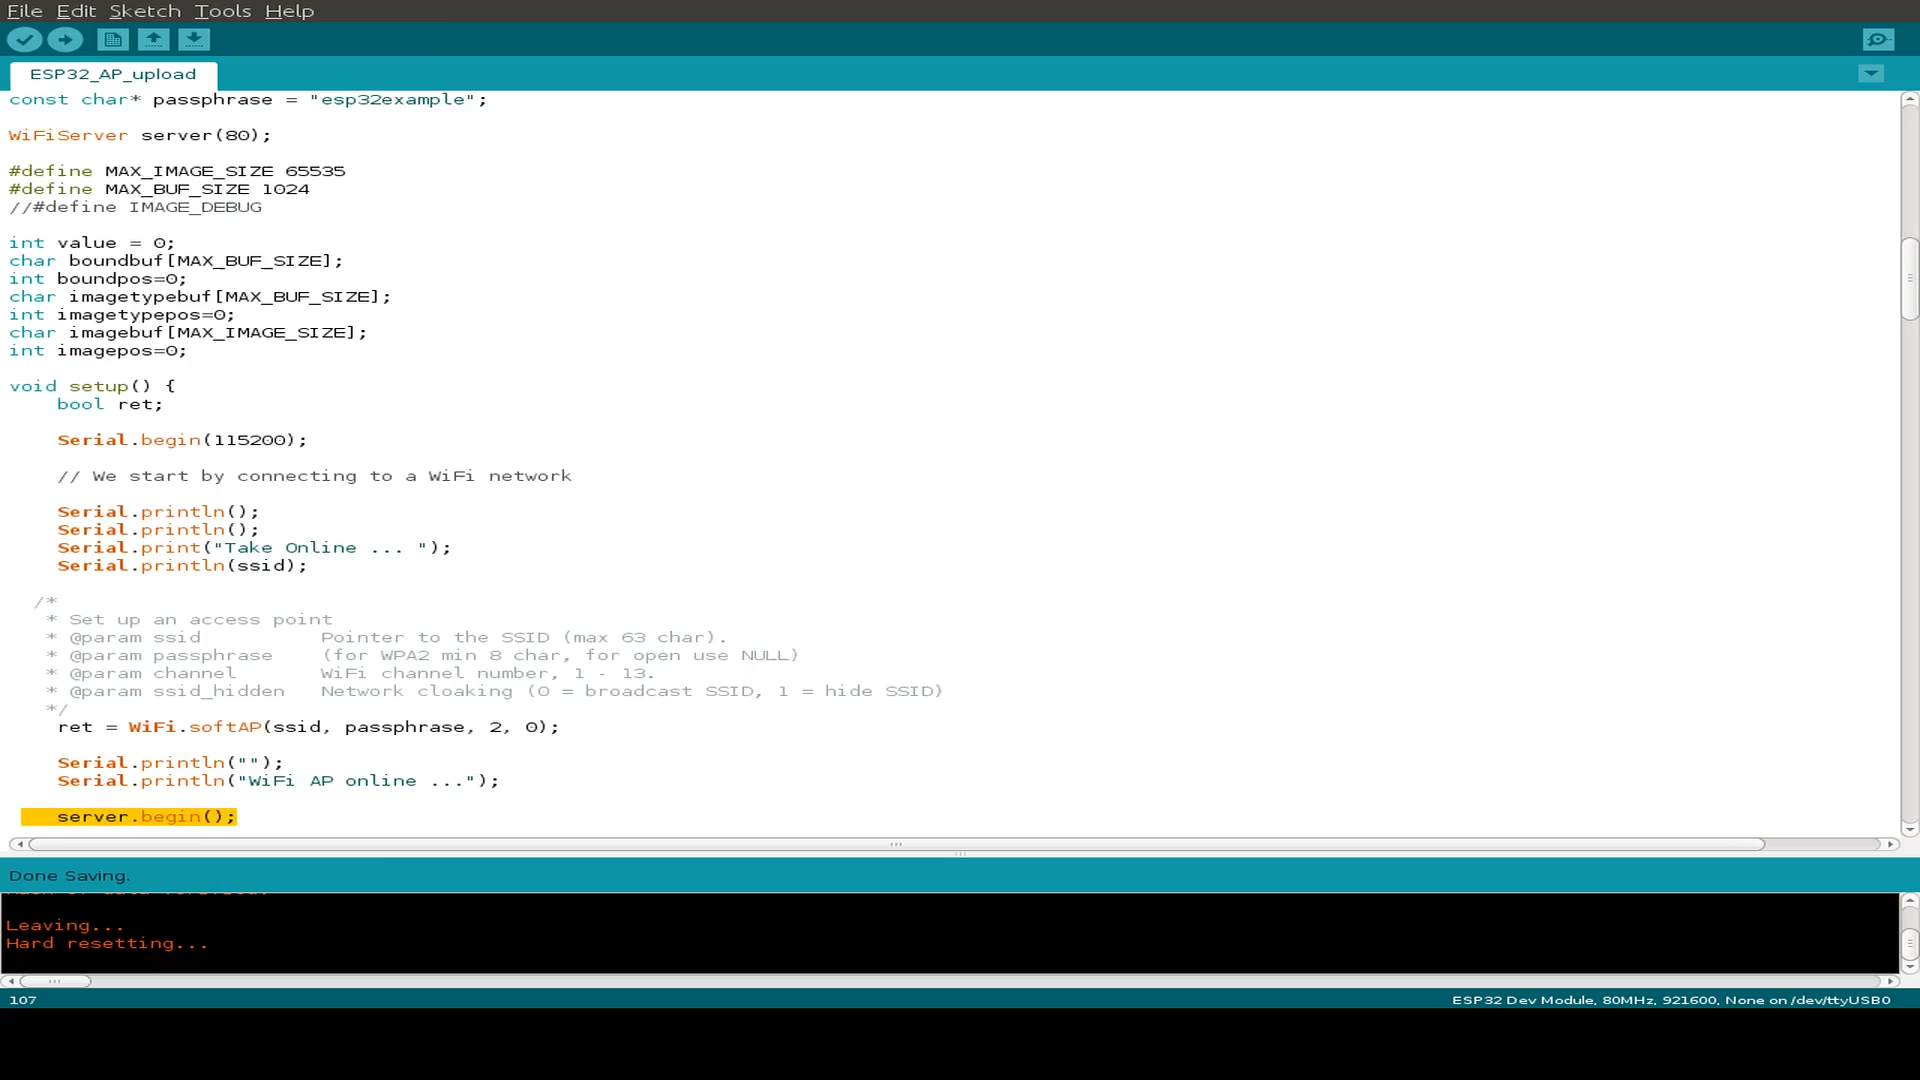 File Edit Sketch Tools Help
ESP32_AP_upload
const char* passphrase = "esp32example";
WiFiServer server(80);
#define MAX_IMAGE_SIZE 65535
#define MAX_BUF_SIZE 1024
//#define IMAGE_DEBUG
int value = 0;
char boundbuf[MAX_BUF_SIZE];
int boundpos=0;
char imagetypebuf[MAX_BUF_SIZE];
int imagetypepos=0;
char imagebuf[MAX_IMAGE_SIZE];
int imagepos=0;
void setup() {
bool ret;
Serial.begin(115200);
// We start by connecting to a WiFi network
Serial.println();
Serial.println();
Serial.print("Take Online ... ");
Serial.println(ssid);
/*
* Set up an access point
* @param ssid Pointer to the SSID (max 63 char).
* @param passphrase (for WPA2 min 8 char, for open use NULL)
* @param channel WiFi channel number, 1 - 13.
* @param ssid_hidden Network cloaking (0 = broadcast SSID, 1 = hide SSID)
*/
ret = WiFi.softAP(ssid, passphrase, 2, 0);
Serial.println("");
Serial.println("WiFi AP online ...");
server.begin();
Done Saving.
Leaving...
Hard resetting...
107
ESP32 Dev Module, 80MHz, 921600, None on /dev/ttyUSB0